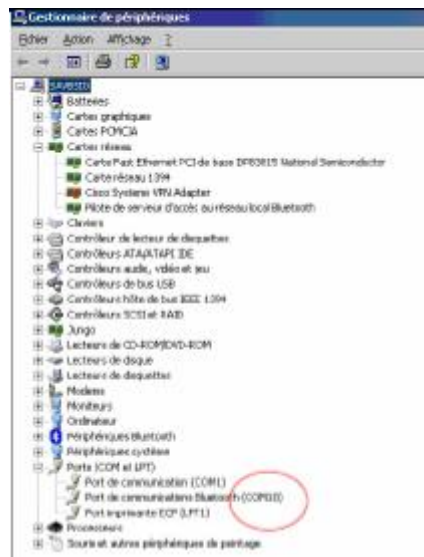 Gestionnaire de périphériques
Fichier Action Affichage ?
Batteries
Cartes graphiques
Cartes PCMCIA
Cartes réseau
Carte Fast Ethernet PCI de base DP83815 National Semiconductor
Carte réseau 1394
Cisco Systems VPN Adapter
Pilote de serveur d'accès au réseau local Bluetooth
Claviers
Contrôleur de lecteur de disquettes
Contrôleurs ATA/ATAPI IDE
Contrôleurs audio, vidéo et jeu
Contrôleurs de bus USB
Contrôleurs hôte de bus IEEE 1394
Contrôleurs SCSI et RAID
Jungo
Lecteurs de CD-ROM/DVD-ROM
Lecteurs de disque
Lecteurs de disquettes
Modems
Moniteurs
Ordinateur
Périphériques Bluetooth
Périphériques système
Ports (COM et LPT)
Port de communication (COM1)
Port de communications Bluetooth
Port imprimante ECP (LPT1)
Processeurs
Souris et autres périphériques de pointage